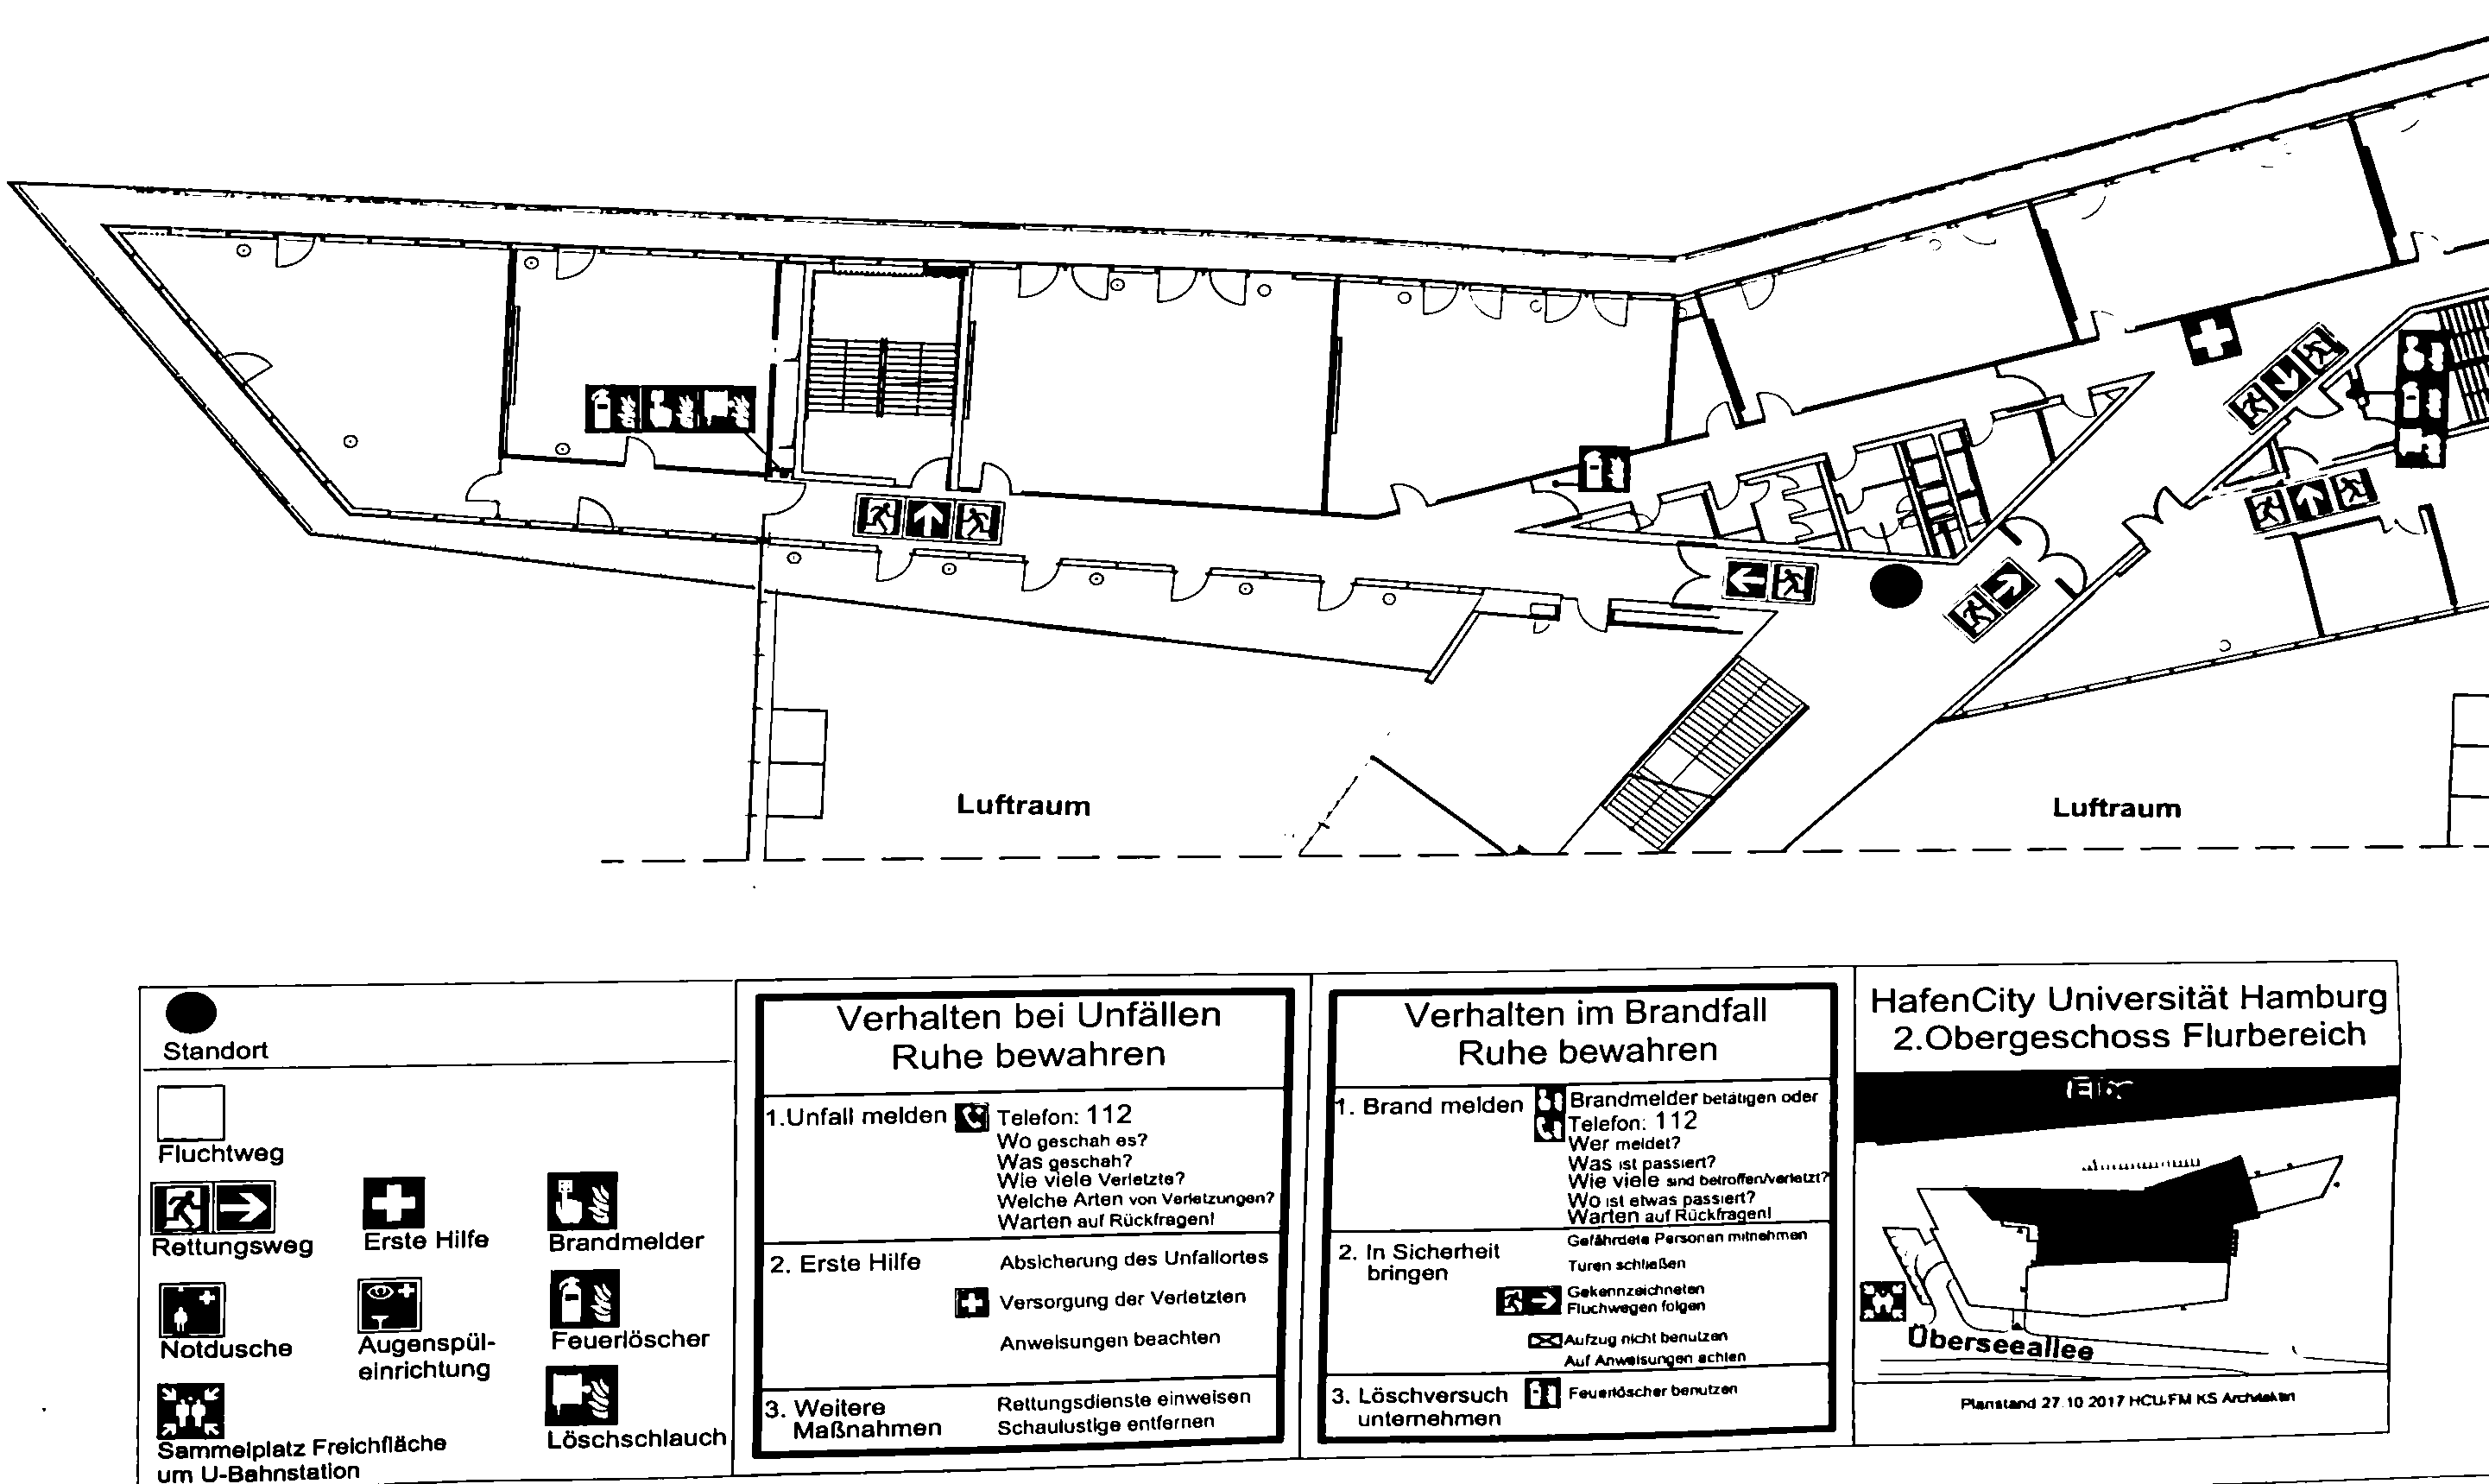 Luftraum
Luftraum
Standort
Fluchtweg
Rettungsweg
Erste Hilfe
Brandmelder
Notdusche
Augenspül-
einrichtung
Feuerlöscher
Sammelplatz Freichfläche
um U-Bahnstation
Löschschlauch
Verhalten bei Unfällen
Ruhe bewahren
1.Unfall melden
Telefon: 112
Wo geschah es?
Was geschah?
Wie viele Verletzte?
Welche Arten von Verletzungen?
Warten auf Rückfragen!
2. Erste Hilfe
Absicherung des Unfallortes
Versorgung der Verletzten
Anweisungen beachten
3. Weitere
Maßnahmen
Rettungsdienste einweisen
Schaulustige entfernen
Verhalten im Brandfall
Ruhe bewahren
1. Brand melden
Brandmelder betätigen oder
Telefon: 112
Wer meldet?
Was ist passiert?
Wie viele sind betroffen/verletzt?
Wo ist etwas passiert?
Warten auf Rückfragen!
2. In Sicherheit
bringen
Gefährdete Personen mitnehmen
Turen schließen
Gekennzeichneten
Fluchwegen folgen
Aufzug nicht benutzen
Auf Anweisungen achten
3. Löschversuch
unternehmen
Feuerlöscher benutzen
HafenCity Universität Hamburg
2.Obergeschoss Flurbereich
Elbe
Überseeallee
Planstand 27.10.2017 HCU/FM KS Architekten